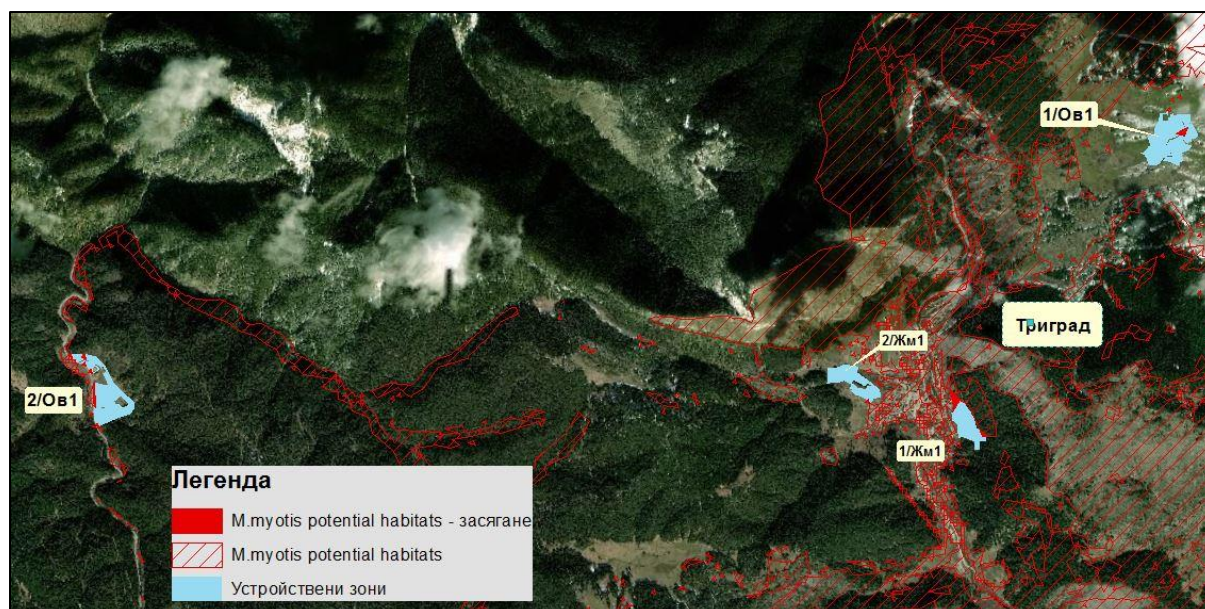 1/Ов1
Триград
2/Жм1
2/Ов1
1/Жм1
Легенда
M.myotis potential habitats - засягане
M.myotis potential habitats
Устройствени зони